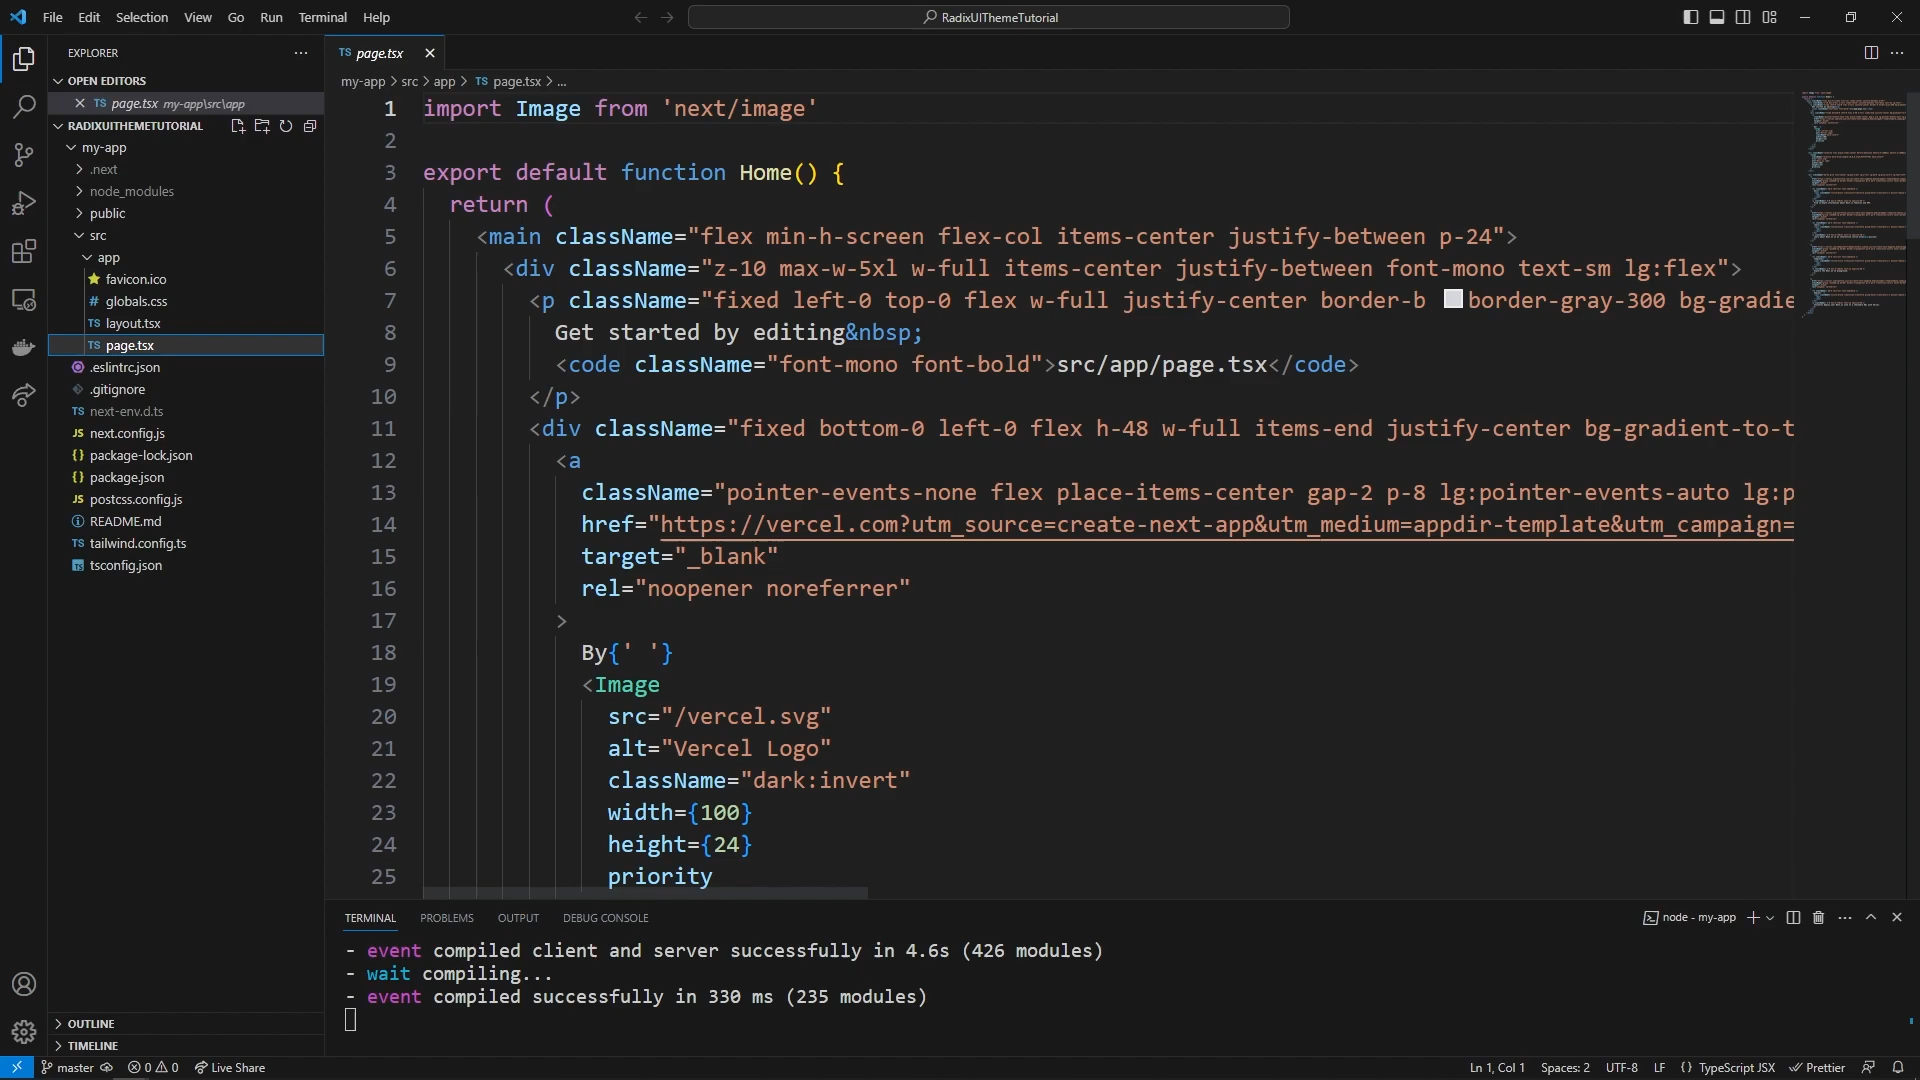 File Edit Selection View Go Run Terminal Help
RadixUIThemeTutorial
EXPLORER
OPEN EDITORS
TS page.tsx my-app\src\app
RADIXUITHEMETUTORIAL
my-app
.next
node_modules
public
src
app
favicon.ico
# globals.css
TS layout.tsx
TS page.tsx
.eslintrc.json
.gitignore
TS next-env.d.ts
JS next.config.js
{} package-lock.json
{} package.json
JS postcss.config.js
README.md
TS tailwind.config.ts
tsconfig.json
OUTLINE
TIMELINE
TS page.tsx
my-app > src > app > TS page.tsx > ...
1 import Image from 'next/image'
2
3 export default function Home() {
4 return (
5 <main className="flex min-h-screen flex-col items-center justify-between p-24">
6 <div className="z-10 max-w-5xl w-full items-center justify-between font-mono text-sm lg:flex">
7 <p className="fixed left-0 top-0 flex w-full justify-center border-b border-gray-300 bg-gradie
8 Get started by editing&nbsp;
9 <code className="font-mono font-bold">src/app/page.tsx</code>
10 </p>
11 <div className="fixed bottom-0 left-0 flex h-48 w-full items-end justify-center bg-gradient-to-t
12 <a
13 className="pointer-events-none flex place-items-center gap-2 p-8 lg:pointer-events-auto lg:p
14 href="https://vercel.com?utm_source=create-next-app&utm_medium=appdir-template&utm_campaign=
15 target="_blank"
16 rel="noopener noreferrer"
17 >
18 By{' '}
19 <Image
20 src="/vercel.svg"
21 alt="Vercel Logo"
22 className="dark:invert"
23 width={100}
24 height={24}
25 priority
TERMINAL PROBLEMS OUTPUT DEBUG CONSOLE
node - my-app
- event compiled client and server successfully in 4.6s (426 modules)
- wait compiling...
- event compiled successfully in 330 ms (235 modules)
master 0 0 Live Share
Ln 1, Col 1 Spaces: 2 UTF-8 LF {} TypeScript JSX Prettier